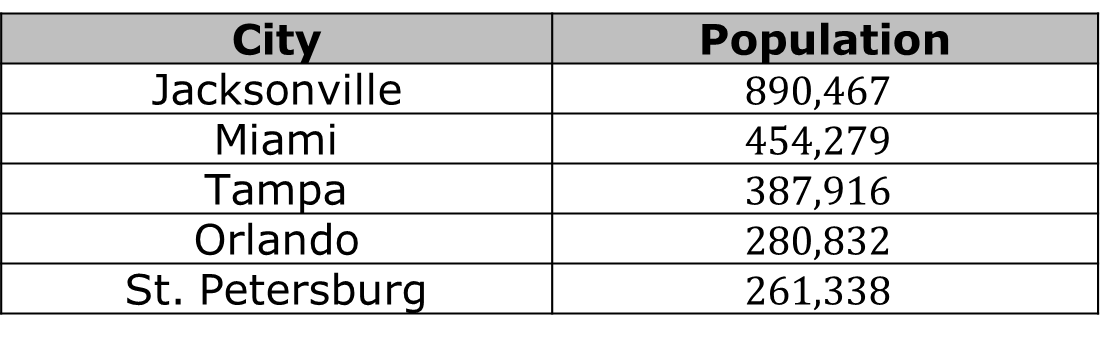 City Population
Jacksonville 890,467
Miami 454,279
Tampa 387,916
Orlando 280,832
St. Petersburg 261,338